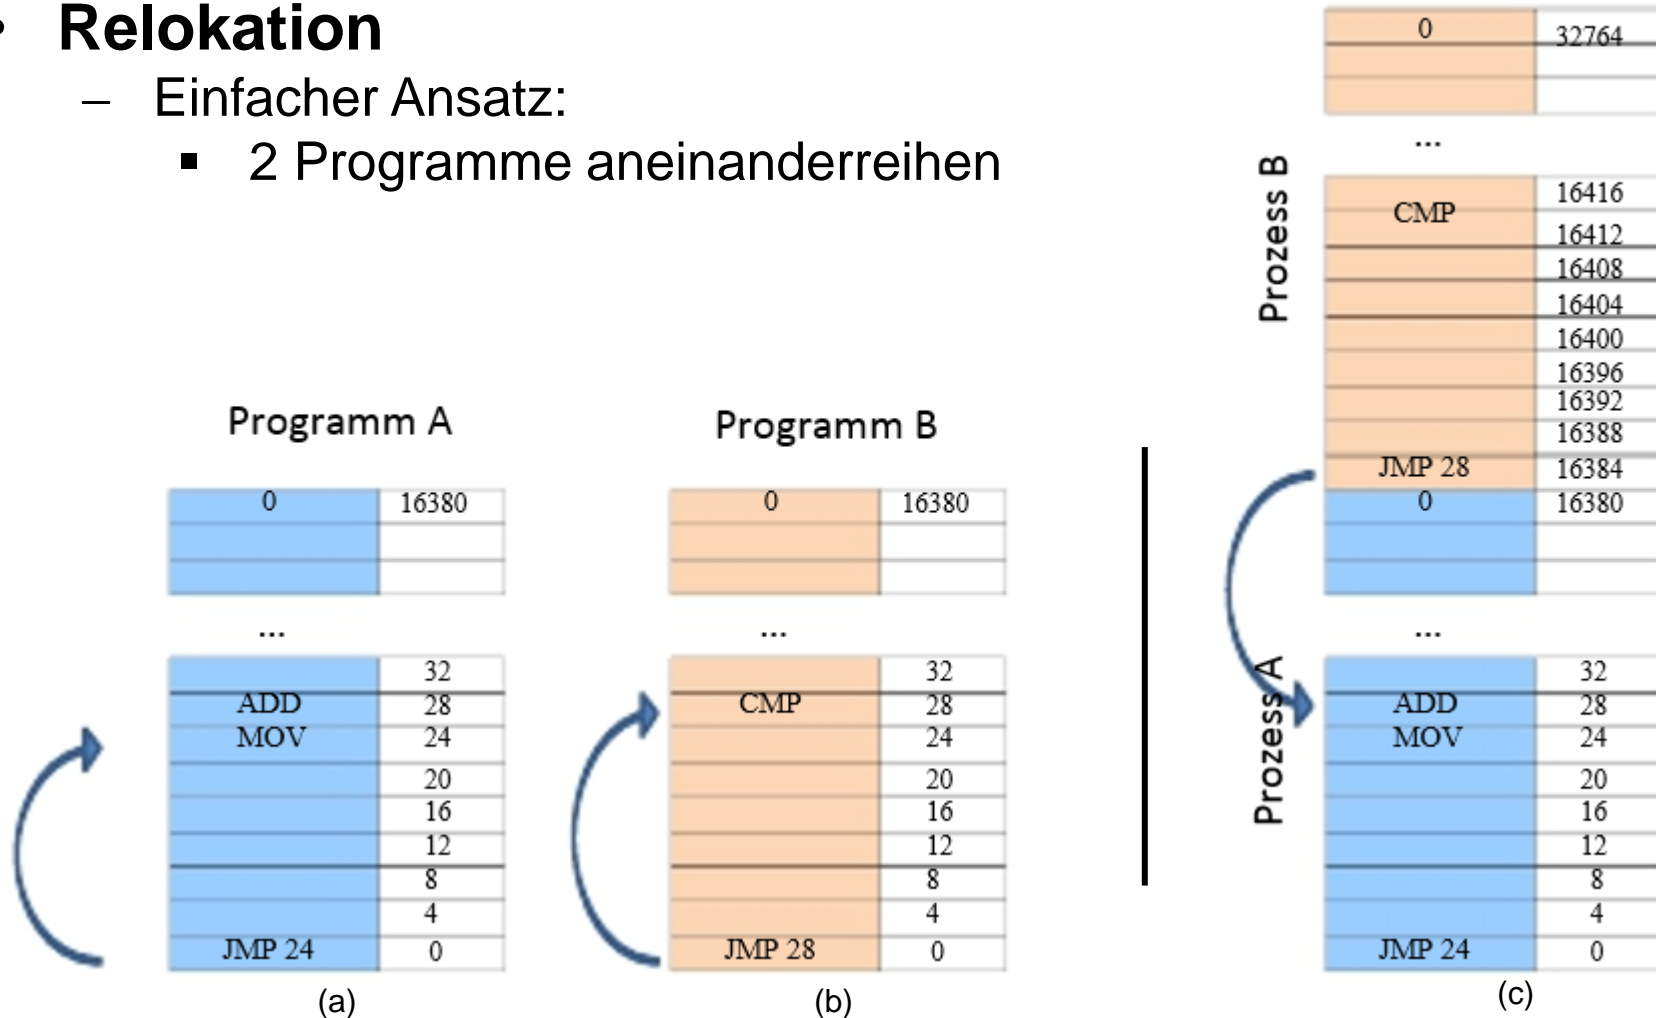 • Relokation
– Einfacher Ansatz:
▪ 2 Programme aneinanderreihen
Programm A
0 16380
...
32
ADD 28
MOV 24
20
16
12
8
4
JMP 24 0
(a)
Programm B
0 16380
...
32
CMP 28
24
20
16
12
8
4
JMP 28 0
(b)
0 32764
...
Prozess B
16416
CMP
16412
16408
16404
16400
16396
16392
16388
JMP 28 16384
0 16380
...
Prozess A
32
ADD 28
MOV 24
20
16
12
8
4
JMP 24 0
(c)